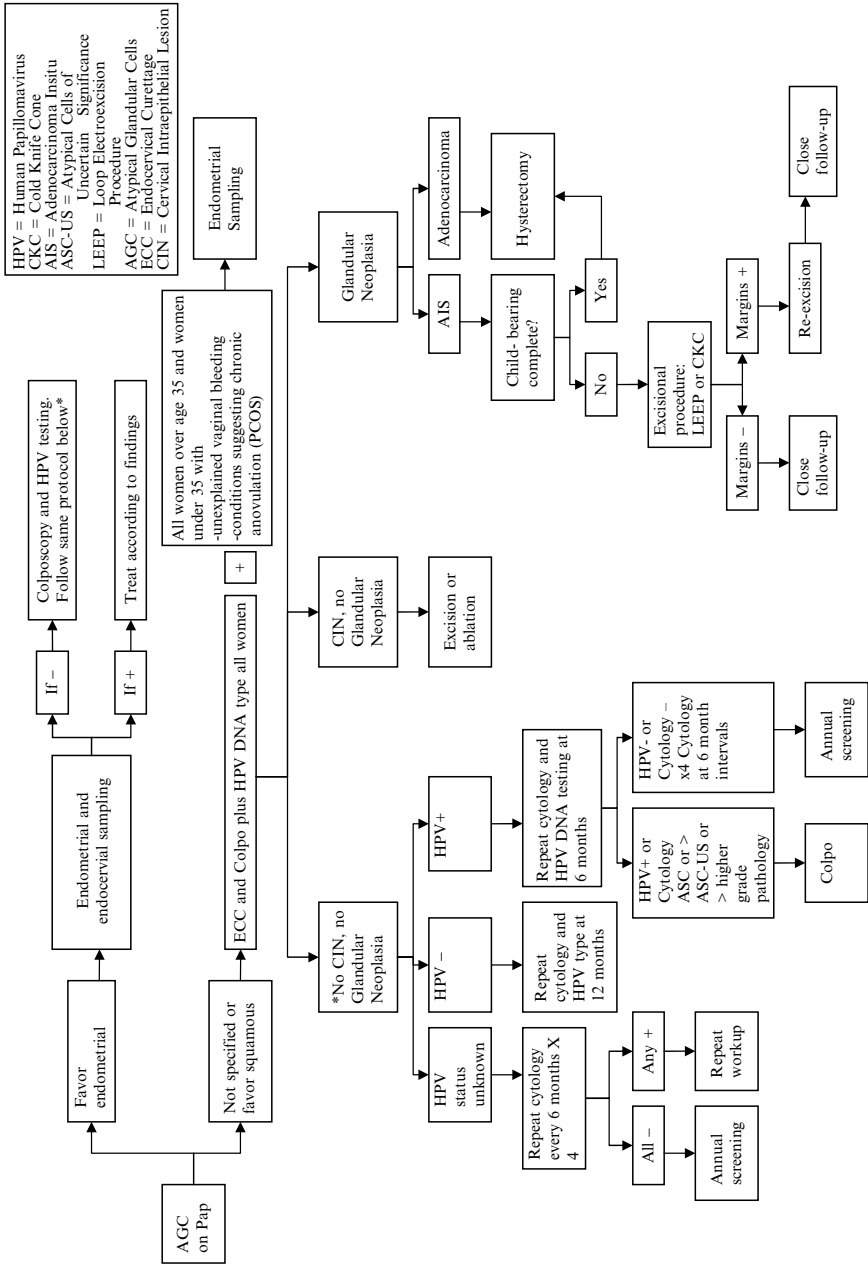 HPV = Human Papillomavirus
CKC = Cold Knife Cone
AIS = Adenocarcinoma Insitu
ASC-US = Atypical Cells of
Uncertain Significance
LEEP = Loop Electroexcision
Procedure
AGC = Atypical Glandular Cells
ECC = Endocervical Curettage
CIN = Cervical Intraepithelial Lesion
AGC
on Pap
Favor
endometrial
Endometrial and
endocervial sampling
If −
Colposcopy and HPV testing.
Follow same protocol below*
If +
Treat according to findings
Not specified or
favor squamous
ECC and Colpo plus HPV DNA type all women
+
All women over age 35 and women
under 35 with
-unexplained vaginal bleeding
-conditions suggesting chronic
anovulation (PCOS)
Endometrial
Sampling
*No CIN, no
Glandular
Neoplasia
HPV
status
unknown
Repeat cytology
every 6 months X
4
All −
Annual
screening
Any +
Repeat
workup
HPV −
Repeat
cytology and
HPV type at
12 months
HPV+
Repeat cytology and
HPV DNA testing at
6 months
HPV+ or
Cytology
ASC or >
ASC-US or
> higher
grade
pathology
Colpo
HPV- or
Cytology −
x4 Cytology
at 6 month
intervals
Annual
screening
CIN, no
Glandular
Neoplasia
Excision or
ablation
Glandular
Neoplasia
AIS
Child- bearing
complete?
No
Yes
Adenocarcinoma
Hysterectomy
Excisional
procedure:
LEEP or CKC
Margins −
Close
follow-up
Margins +
Re-excision
Close
follow-up